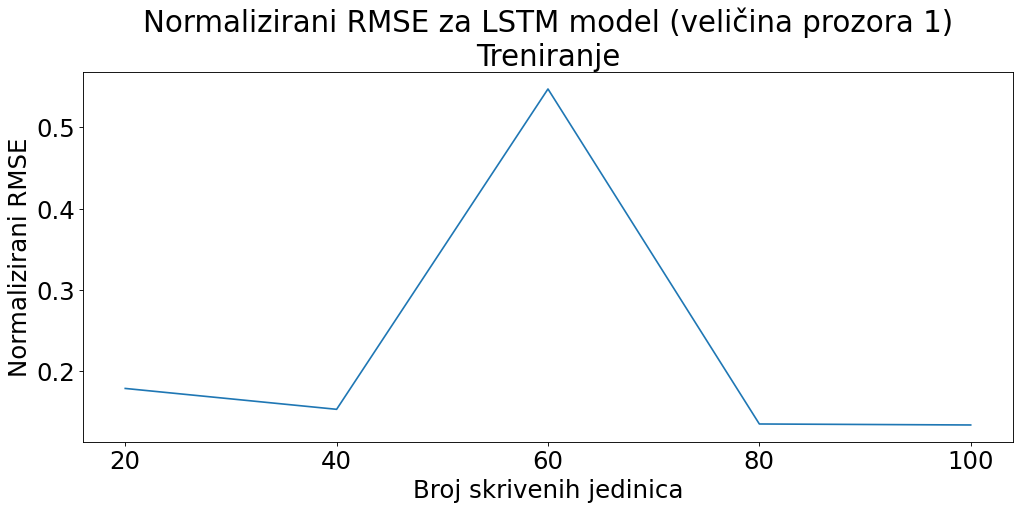 Normalizirani RMSE za LSTM model (veličina prozora 1)
Treniranje
Normalizirani RMSE
0.5
0.4
0.3
0.2
20 40 60 80 100
Broj skrivenih jedinica